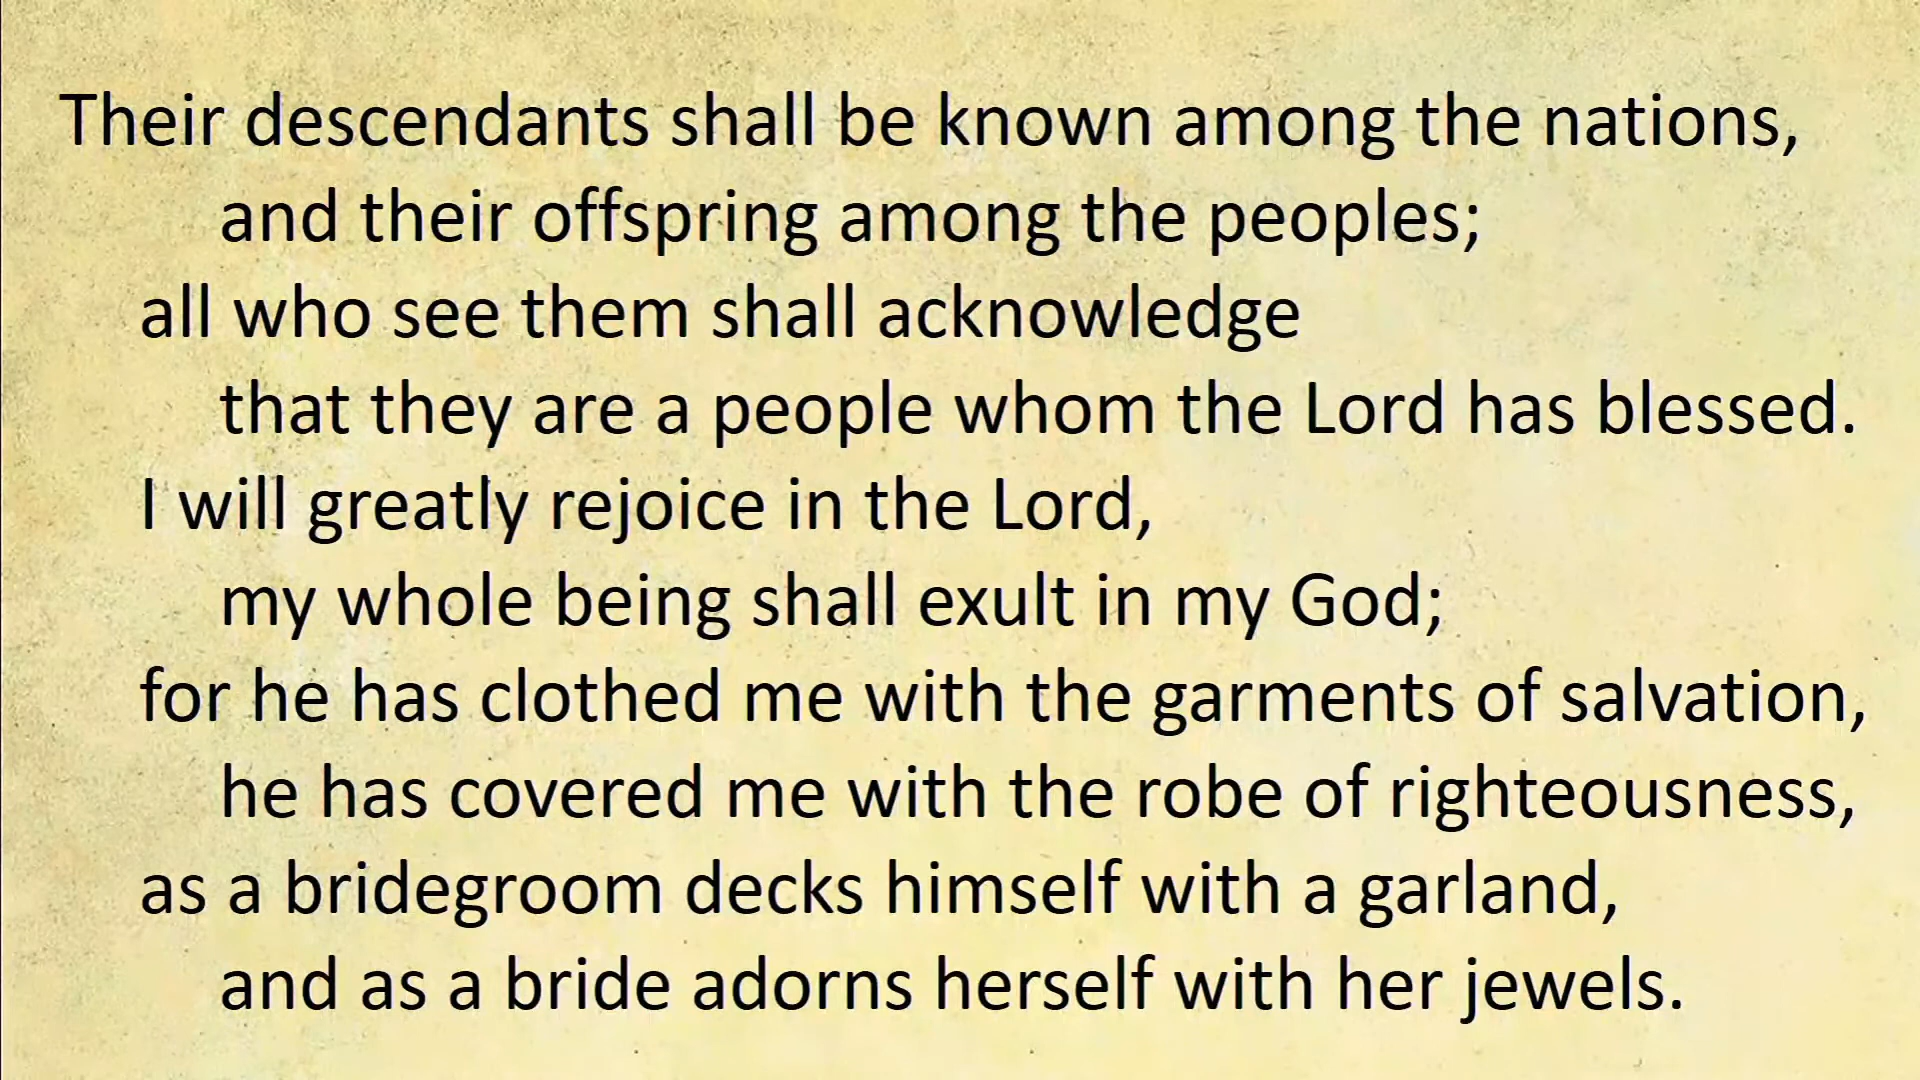 Their descendants shall be known among the nations,
and their offspring among the peoples;
all who see them shall acknowledge
that they are a people whom the Lord has blessed.
I will greatly rejoice in the Lord,
my whole being shall exult in my God;
for he has clothed me with the garments of salvation,
he has covered me with the robe of righteousness,
as a bridegroom decks himself with a garland,
and as a bride adorns herself with her jewels.